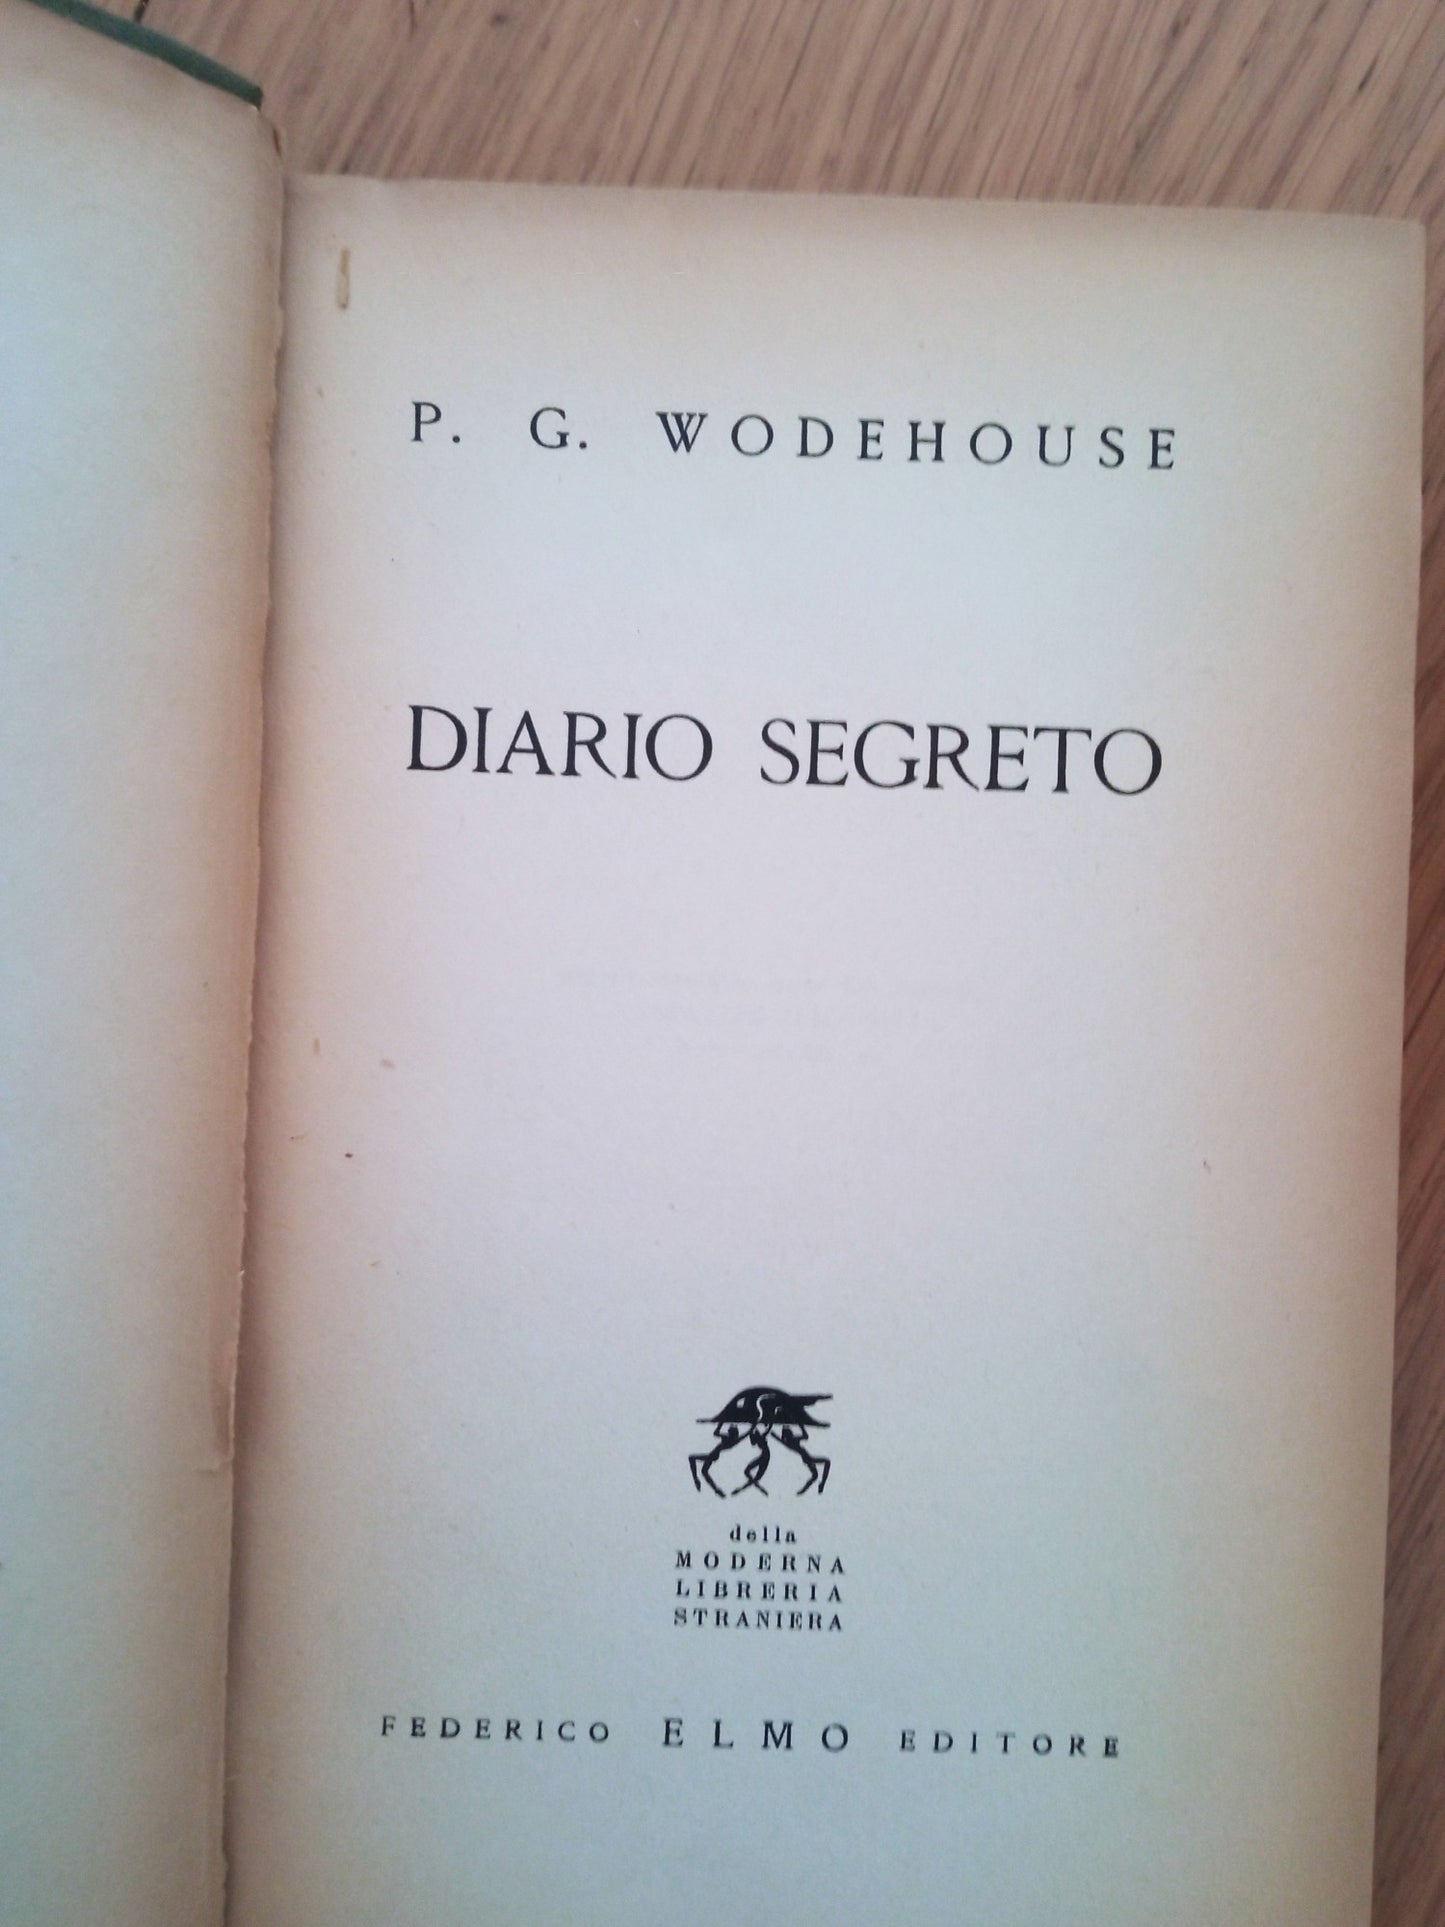 P. G. WODEHOUSE
DIARIO SEGRETO
della
MODERNA
LIBRERIA
STRANIERA
FEDERICO ELMO EDITORE